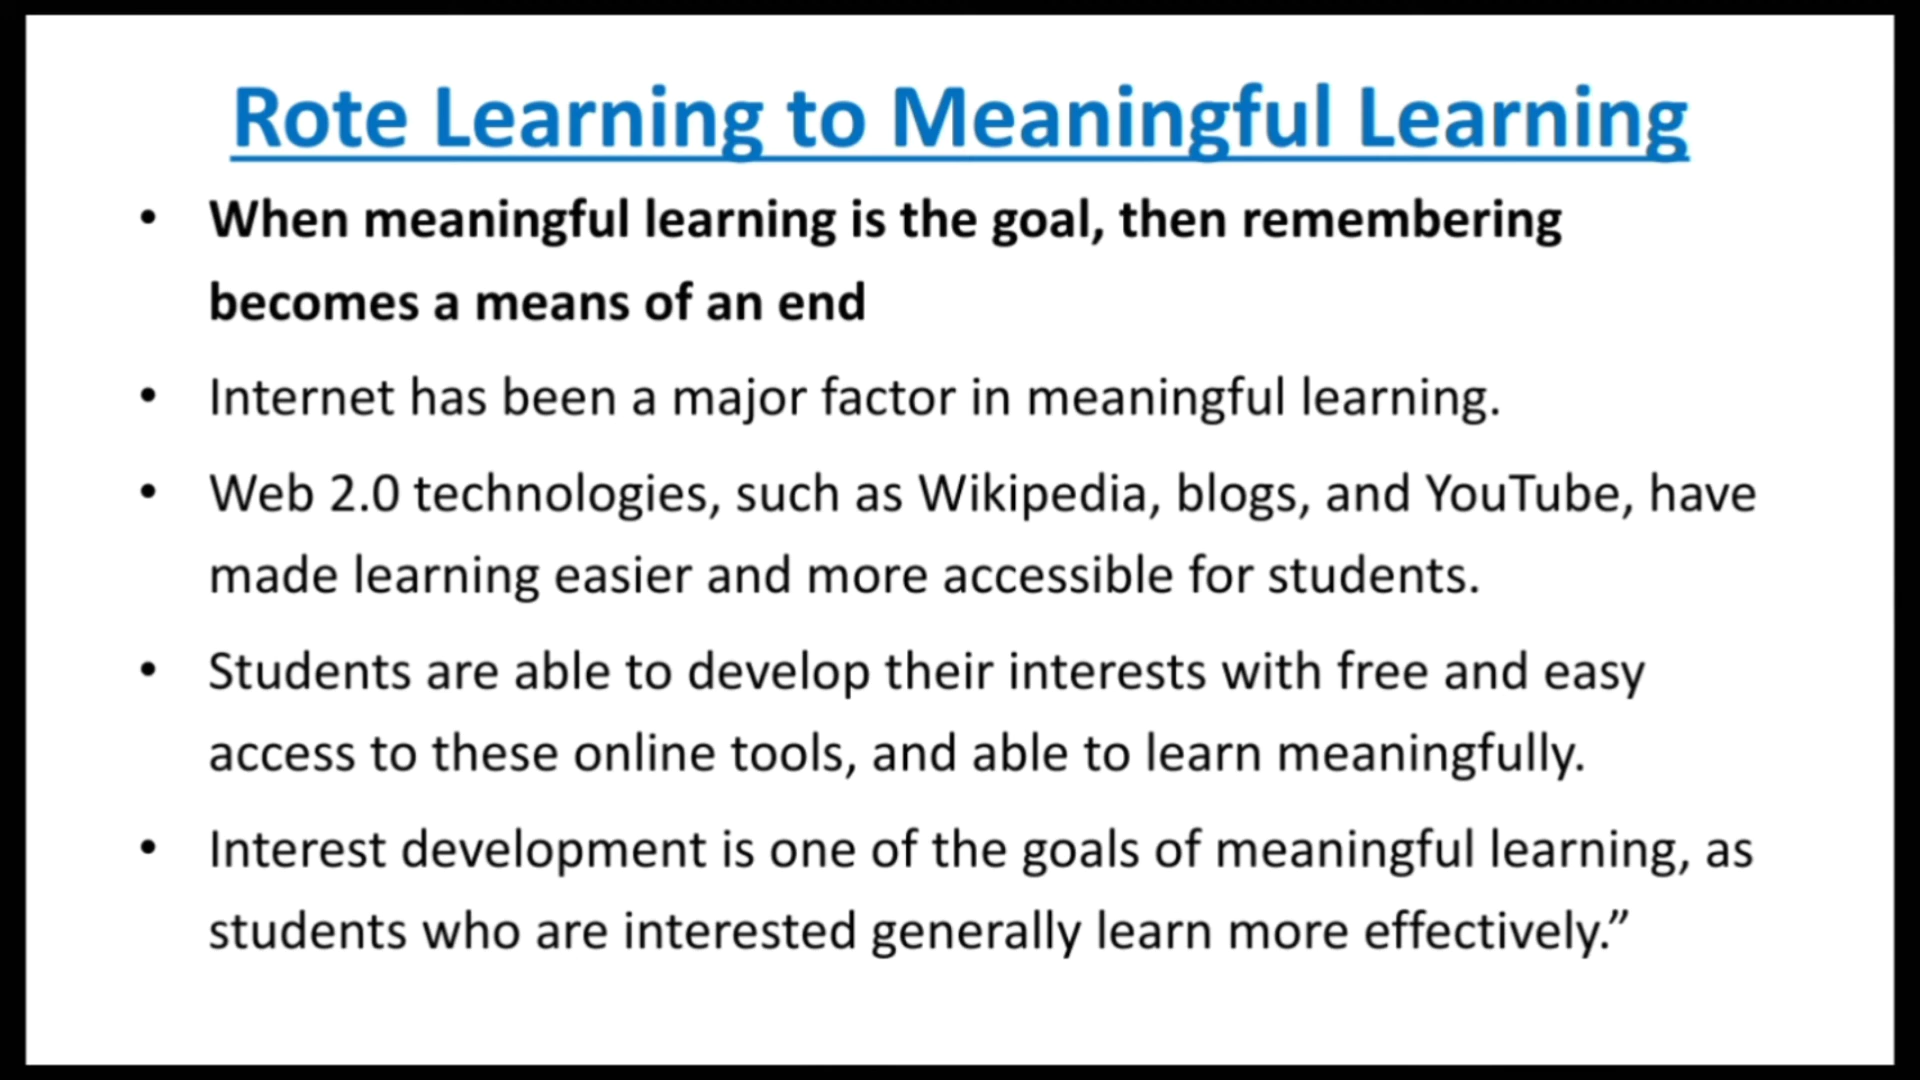 Rote Learning to Meaningful Learning
• When meaningful learning is the goal, then remembering
becomes a means of an end
• Internet has been a major factor in meaningful learning.
• Web 2.0 technologies, such as Wikipedia, blogs, and YouTube, have
made learning easier and more accessible for students.
• Students are able to develop their interests with free and easy
access to these online tools, and able to learn meaningfully.
• Interest development is one of the goals of meaningful learning, as
students who are interested generally learn more effectively.”